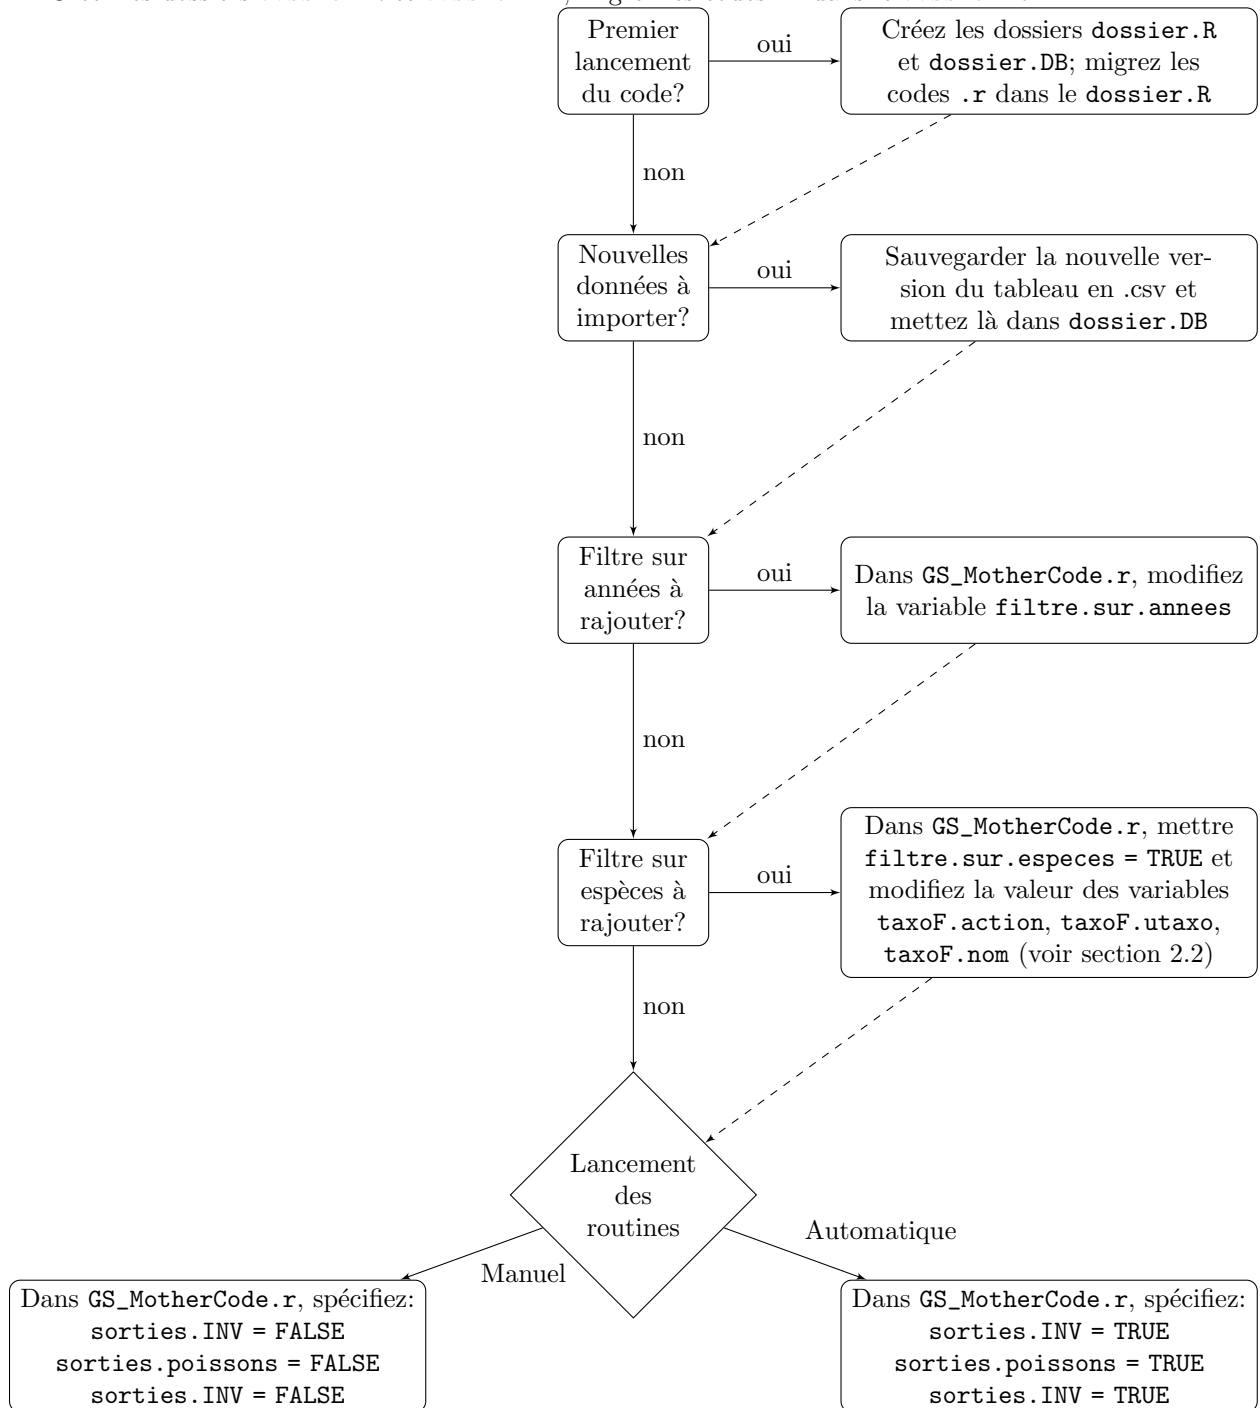 Premier
lancement
du code?
oui
Créez les dossiers dossier.R
et dossier.DB; migrez les
codes .r dans le dossier.R
non
Nouvelles
données à
importer?
oui
Sauvegarder la nouvelle ver-
sion du tableau en .csv et
mettez là dans dossier.DB
non
Filtre sur
années à
rajouter?
oui
Dans GS_MotherCode.r, modifiez
la variable filtre.sur.annees
non
Filtre sur
espèces à
rajouter?
oui
Dans GS_MotherCode.r, mettre
filtre.sur.especes = TRUE et
modifiez la valeur des variables
taxoF.action, taxoF.utaxo,
taxoF.nom (voir section 2.2)
non
Lancement
des
routines
Manuel
Automatique
Dans GS_MotherCode.r, spécifiez:
sorties.INV = FALSE
sorties.poissons = FALSE
sorties.INV = FALSE
Dans GS_MotherCode.r, spécifiez:
sorties.INV = TRUE
sorties.poissons = TRUE
sorties.INV = TRUE